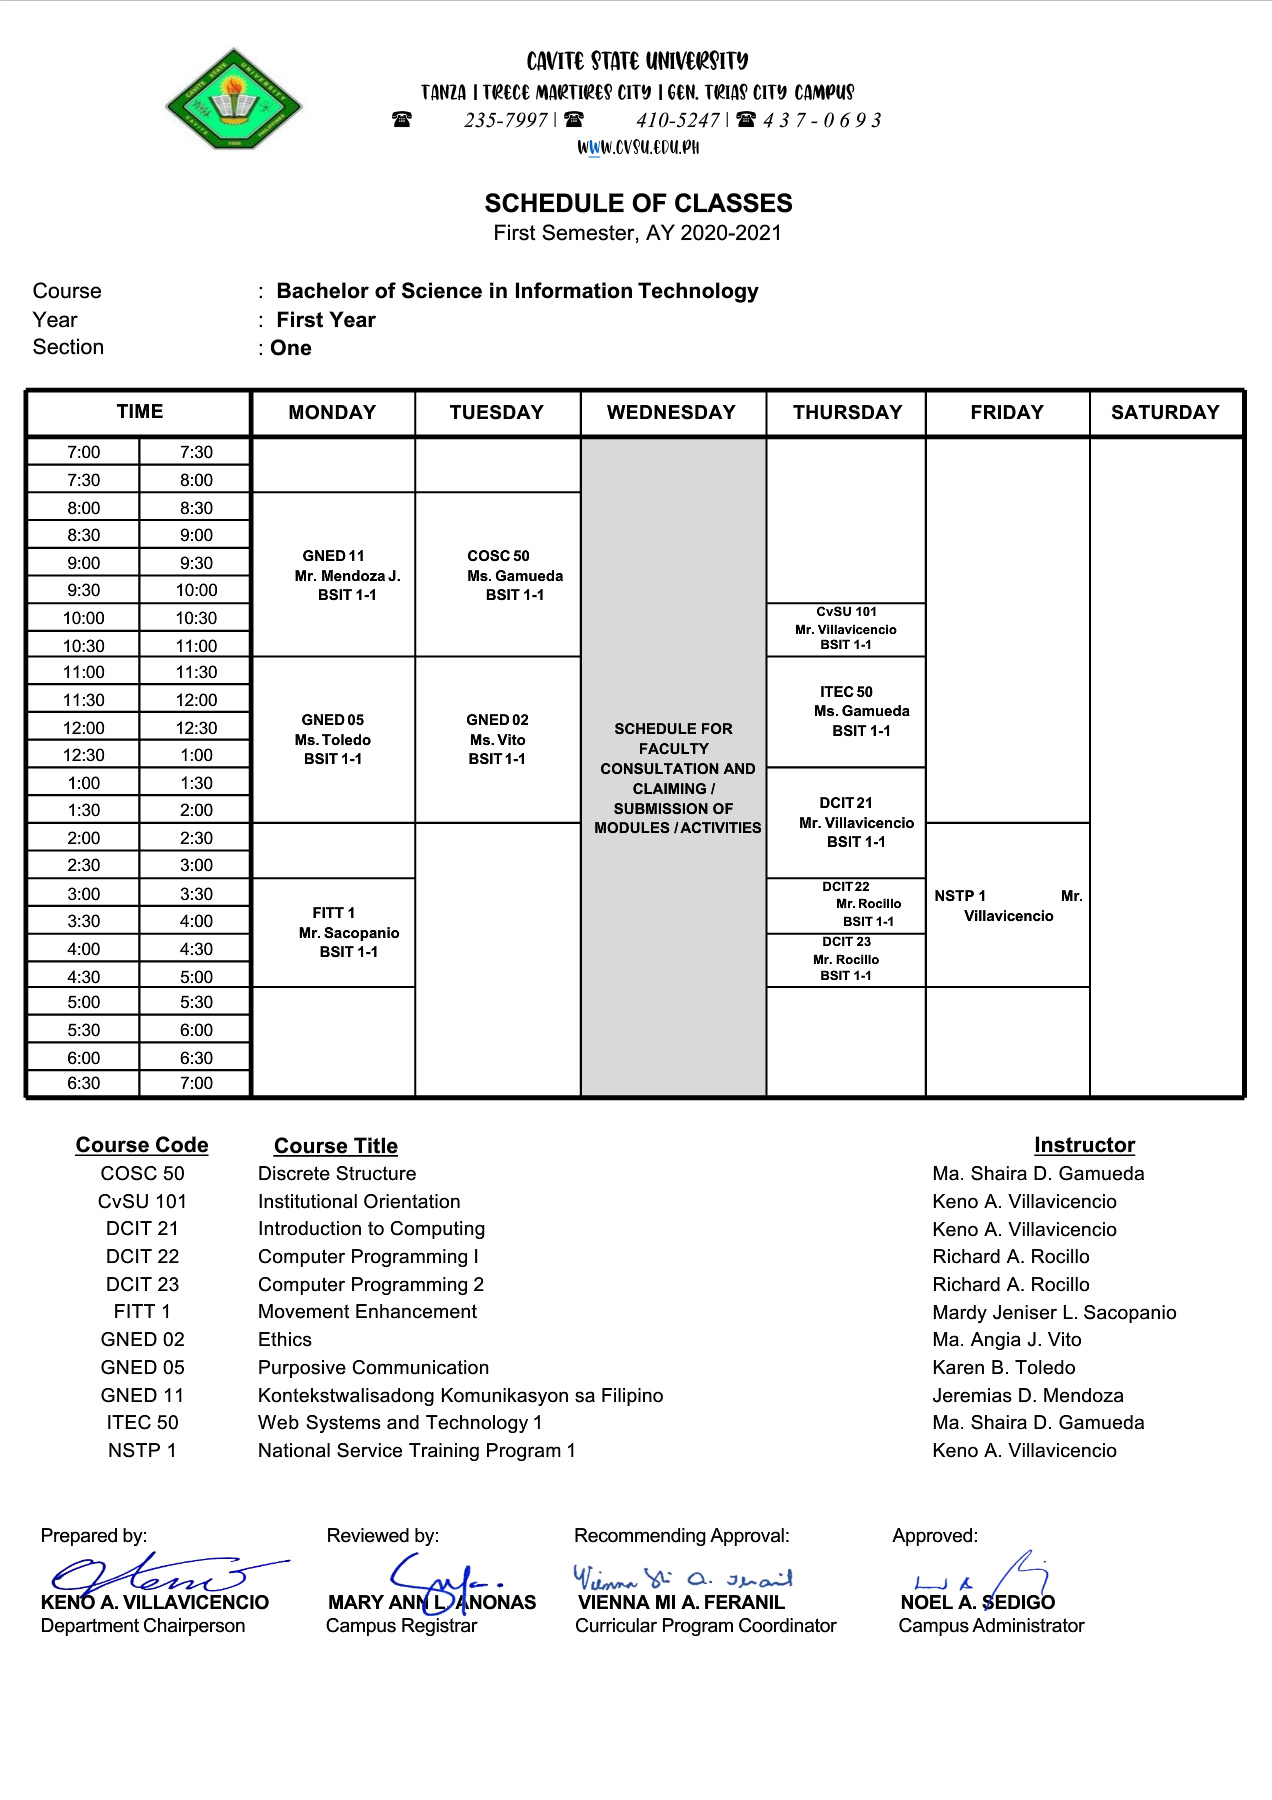 CAVITE STATE UNIVERSITY
TANZA | TRECE MARTIRES CITY | GEN. TRIAS CITY CAMPUS
☎ 235-7997 | ☎ 410-5247 | ☎ 437-0693
WWW.CVSU.EDU.PH
SCHEDULE OF CLASSES
First Semester, AY 2020-2021
Course : Bachelor of Science in Information Technology
Year : First Year
Section : One
TIME MONDAY TUESDAY WEDNESDAY THURSDAY FRIDAY SATURDAY
7:00 7:30
7:30 8:00
8:00 8:30
8:30 9:00
9:00 9:30
9:30 10:00
10:00 10:30
10:30 11:00
11:00 11:30
11:30 12:00
12:00 12:30
12:30 1:00
1:00 1:30
1:30 2:00
2:00 2:30
2:30 3:00
3:00 3:30
3:30 4:00
4:00 4:30
4:30 5:00
5:00 5:30
5:30 6:00
6:00 6:30
6:30 7:00
GNED 11
Mr. Mendoza J.
BSIT 1-1
GNED 05
Ms. Toledo
BSIT 1-1
FITT 1
Mr. Sacopanio
BSIT 1-1
COSC 50
Ms. Gamueda
BSIT 1-1
GNED 02
Ms. Vito
BSIT 1-1
SCHEDULE FOR
FACULTY
CONSULTATION AND
CLAIMING /
SUBMISSION OF
MODULES / ACTIVITIES
CvSU 101
Mr. Villavicencio
BSIT 1-1
ITEC 50
Ms. Gamueda
BSIT 1-1
DCIT 21
Mr. Villavicencio
BSIT 1-1
DCIT 22
Mr. Rocillo
BSIT 1-1
DCIT 23
Mr. Rocillo
BSIT 1-1
NSTP 1 Mr.
Villavicencio
Course Code Course Title Instructor
COSC 50 Discrete Structure Ma. Shaira D. Gamueda
CvSU 101 Institutional Orientation Keno A. Villavicencio
DCIT 21 Introduction to Computing Keno A. Villavicencio
DCIT 22 Computer Programming I Richard A. Rocillo
DCIT 23 Computer Programming 2 Richard A. Rocillo
FITT 1 Movement Enhancement Mardy Jeniser L. Sacopanio
GNED 02 Ethics Ma. Angia J. Vito
GNED 05 Purposive Communication Karen B. Toledo
GNED 11 Kontekstwalisadong Komunikasyon sa Filipino Jeremias D. Mendoza
ITEC 50 Web Systems and Technology 1 Ma. Shaira D. Gamueda
NSTP 1 National Service Training Program 1 Keno A. Villavicencio
Prepared by: Reviewed by: Recommending Approval: Approved:
KENO A. VILLAVICENCIO MARY ANN L. ANONAS VIENNA MI A. FERANIL NOEL A. SEDIGO
Department Chairperson Campus Registrar Curricular Program Coordinator Campus Administrator